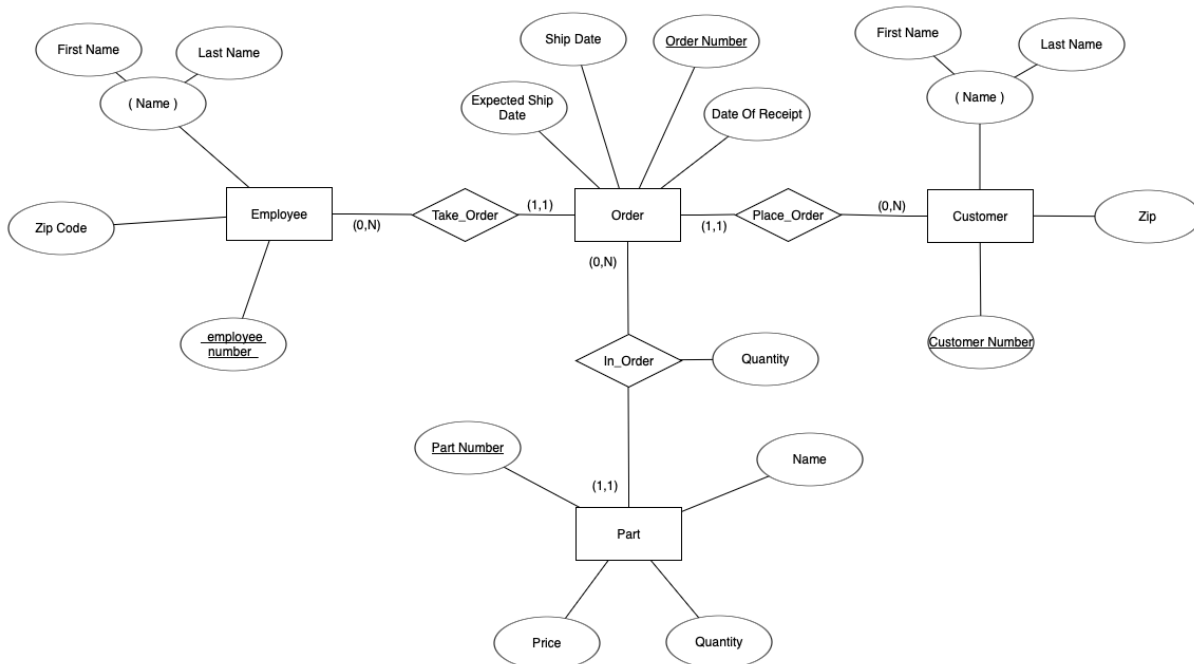 First Name
Last Name
( Name )
Zip Code
Employee
employee
number
(0,N)
Take_Order
(1,1)
Ship Date
Order Number
Expected Ship
Date
Date Of Receipt
Order
(1,1)
Place_Order
(0,N)
First Name
Last Name
( Name )
Customer
Zip
Customer Number
(0,N)
In_Order
Quantity
(1,1)
Part Number
Name
Part
Price
Quantity